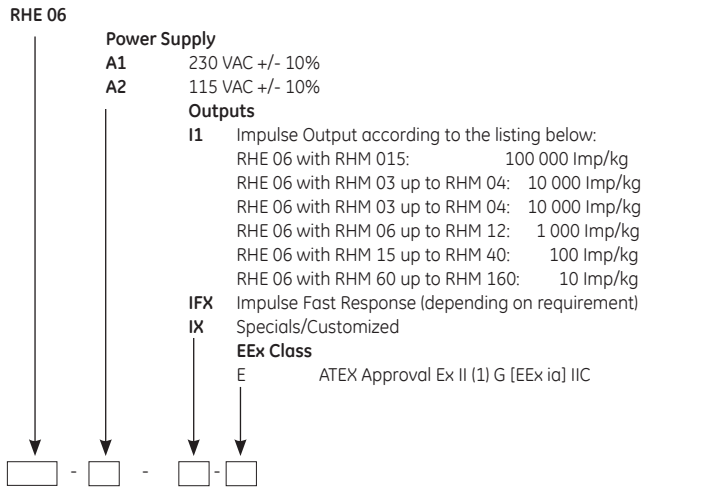 RHE 06
Power Supply
A1 230 VAC +/- 10%
A2 115 VAC +/- 10%
Outputs
I1 Impulse Output according to the listing below:
RHE 06 with RHM 015: 100 000 Imp/kg
RHE 06 with RHM 03 up to RHM 04: 10 000 Imp/kg
RHE 06 with RHM 03 up to RHM 04: 10 000 Imp/kg
RHE 06 with RHM 06 up to RHM 12: 1 000 Imp/kg
RHE 06 with RHM 15 up to RHM 40: 100 Imp/kg
RHE 06 with RHM 60 up to RHM 160: 10 Imp/kg
IFX Impulse Fast Response (depending on requirement)
IX Specials/Customized
EEx Class
E ATEX Approval Ex II (1) G [EEx ia] IIC
- - -